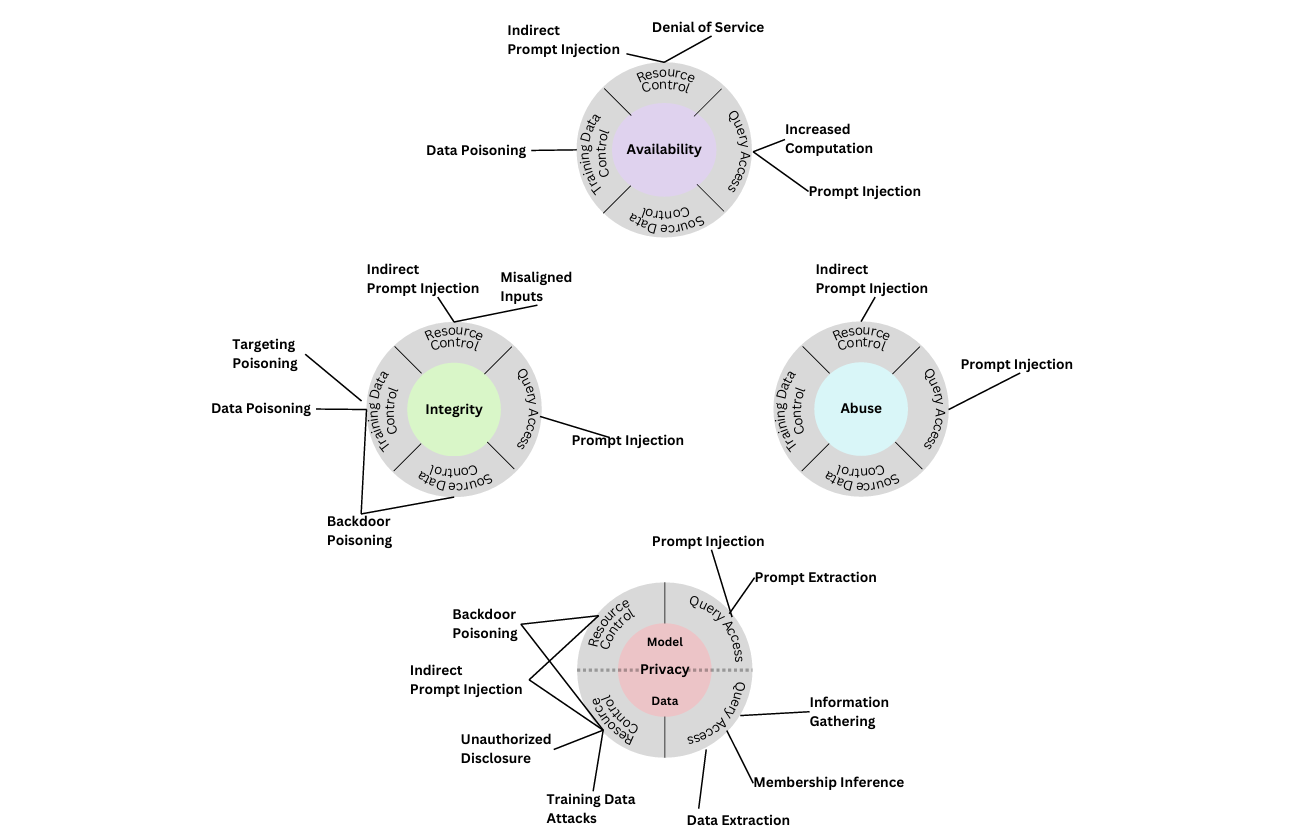 Indirect
Prompt Injection
Denial of Service
Resource
Control
Data Poisoning
Training Data
Control
Availability
Query Access
Increased
Computation
Prompt Injection
Source Data
Control
Indirect
Prompt Injection
Misaligned
Inputs
Targeting
Poisoning
Data Poisoning
Resource
Control
Training Data
Control
Integrity
Query Access
Prompt Injection
Source Data
Control
Backdoor
Poisoning
Indirect
Prompt Injection
Prompt Injection
Resource
Control
Training Data
Control
Abuse
Query Access
Source Data
Control
Prompt Injection
Prompt Extraction
Backdoor
Poisoning
Indirect
Prompt Injection
Resource
Control
Query Access
Model
Privacy
Data
Resource
Control
Query Access
Information
Gathering
Unauthorized
Disclosure
Membership Inference
Training Data
Attacks
Data Extraction